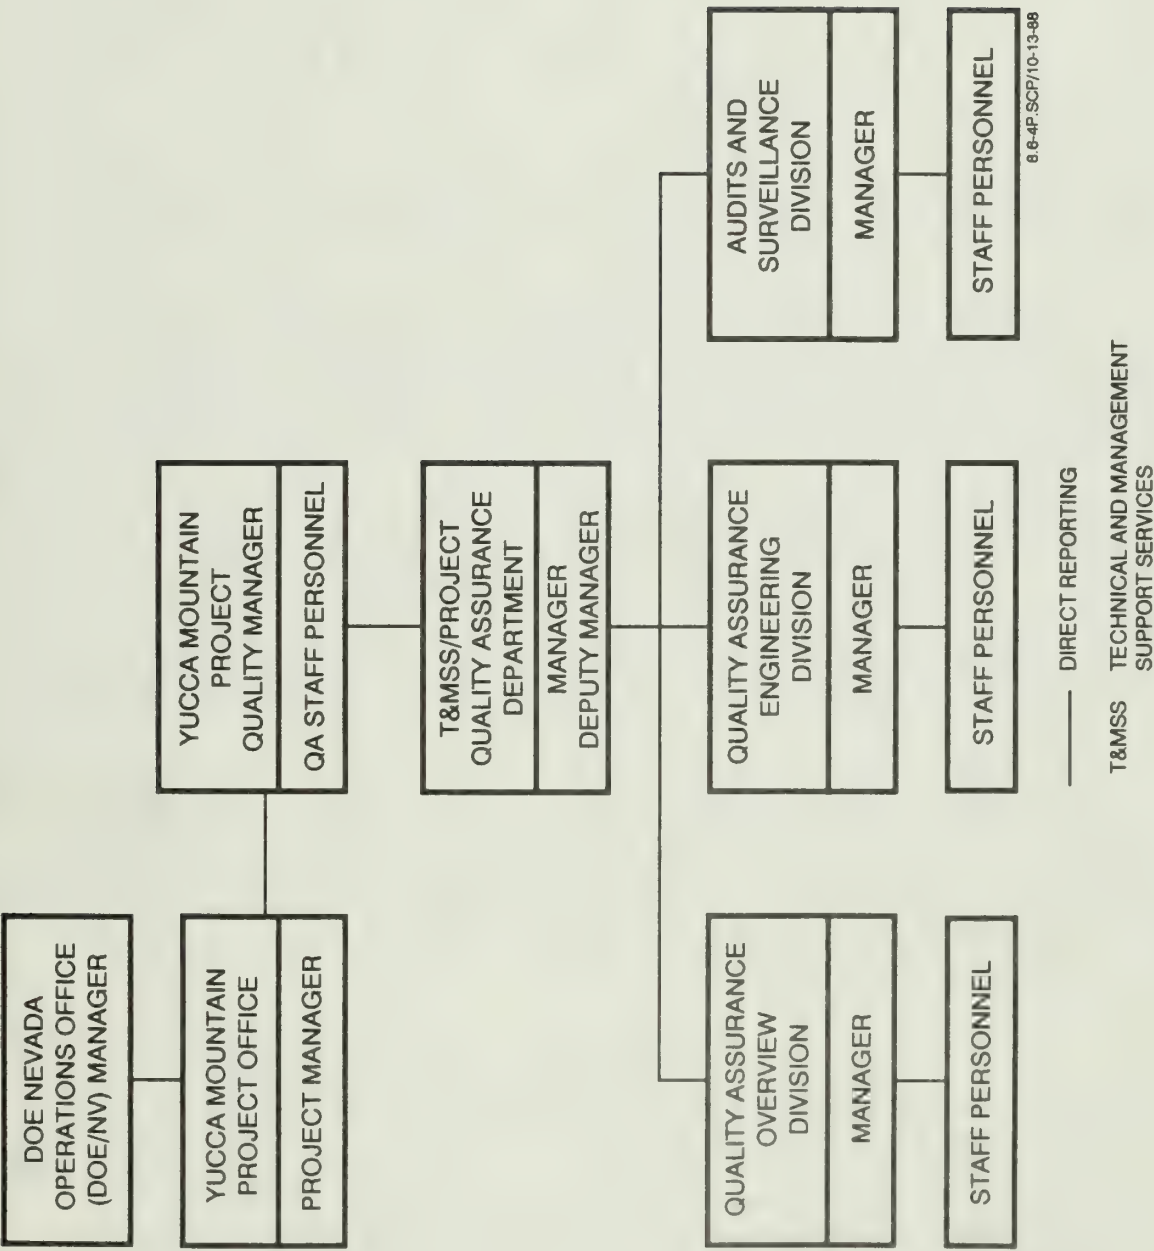 DOE NEVADA
OPERATIONS OFFICE
(DOE/NV) MANAGER
YUCCA MOUNTAIN
PROJECT OFFICE
PROJECT MANAGER
YUCCA MOUNTAIN
PROJECT
QUALITY MANAGER
QA STAFF PERSONNEL
T&MSS/PROJECT
QUALITY ASSURANCE
DEPARTMENT
MANAGER
DEPUTY MANAGER
QUALITY ASSURANCE
OVERVIEW
DIVISION
MANAGER
STAFF PERSONNEL
QUALITY ASSURANCE
ENGINEERING
DIVISION
MANAGER
STAFF PERSONNEL
AUDITS AND
SURVEILLANCE
DIVISION
MANAGER
STAFF PERSONNEL
8.6-4P.SCP/10-13-88
DIRECT REPORTING
T&MSS TECHNICAL AND MANAGEMENT
SUPPORT SERVICES